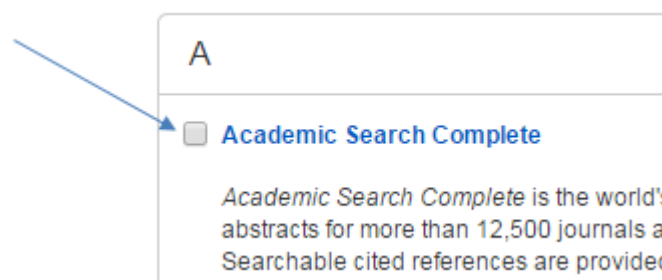 A
Academic Search Complete
Academic Search Complete is the world's
abstracts for more than 12,500 journals a
Searchable cited references are provided